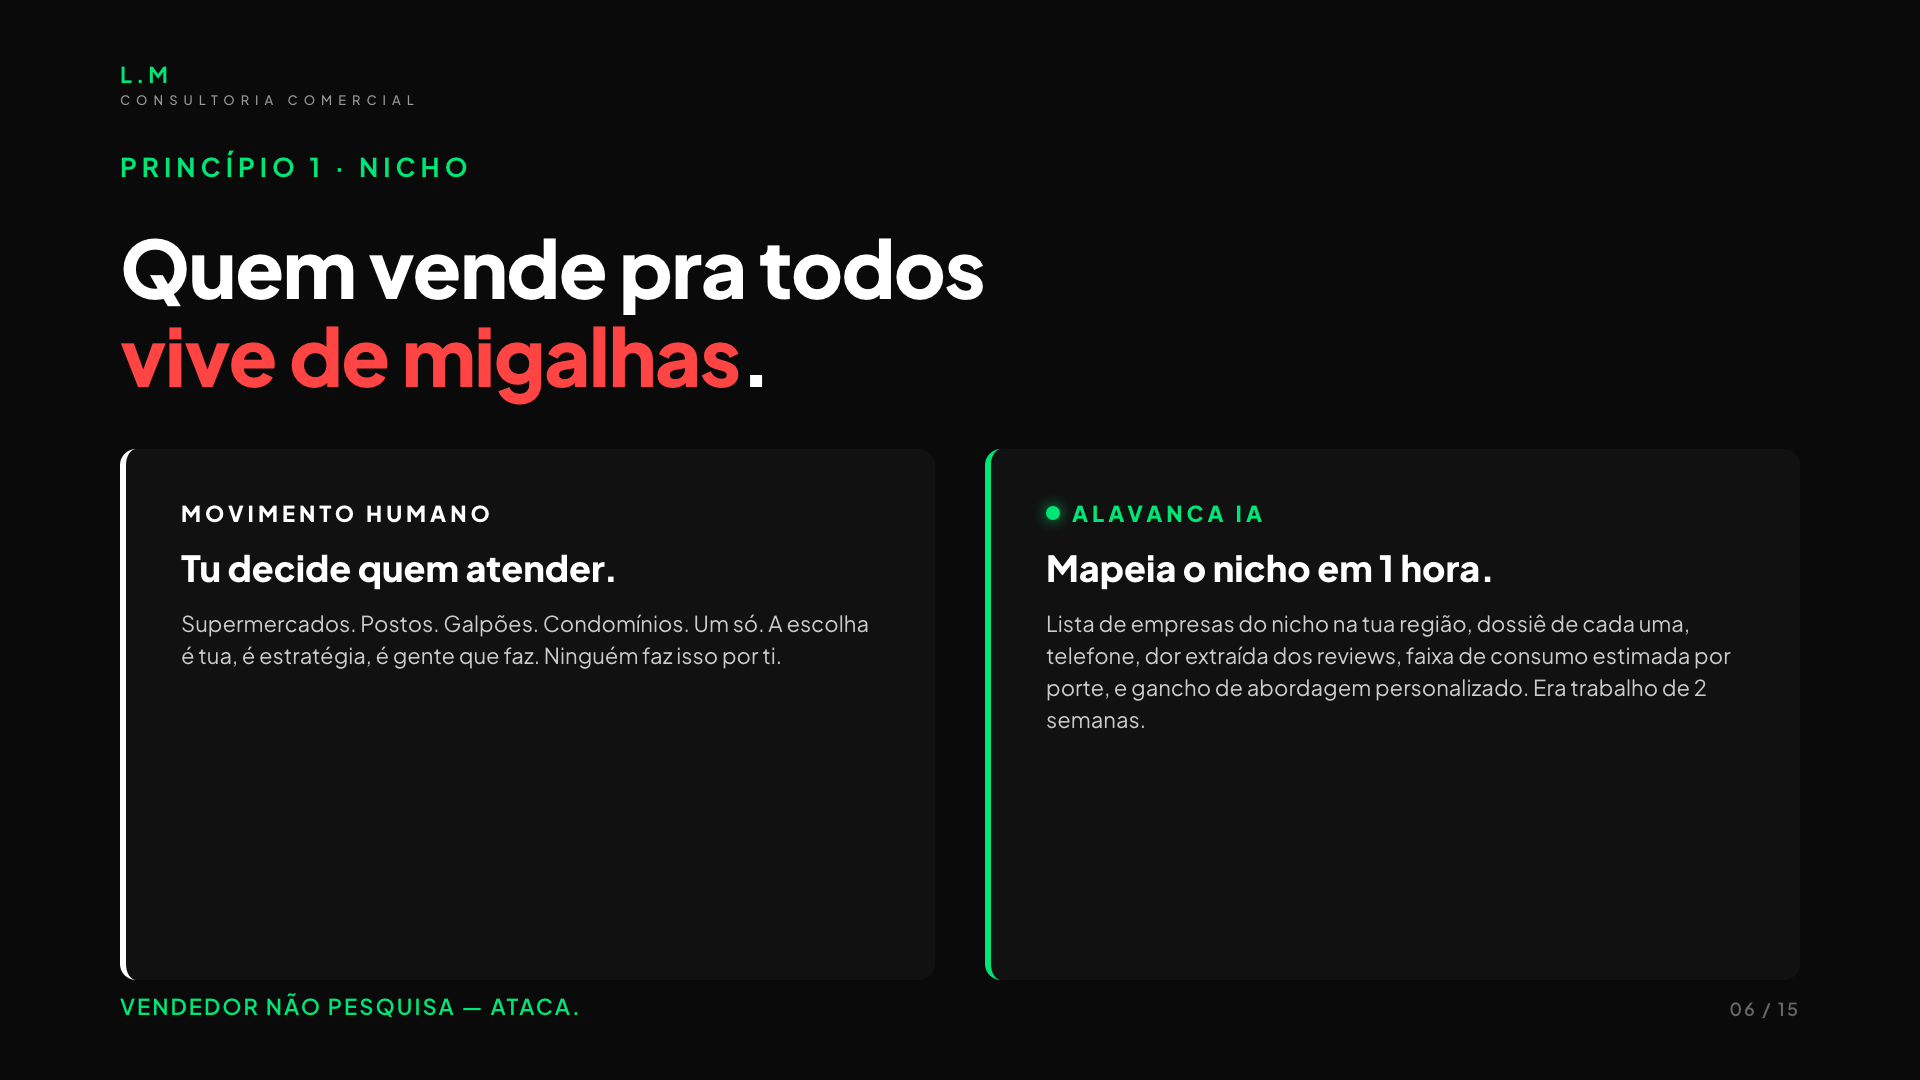 L.M
CONSULTORIA COMERCIAL
PRINCÍPIO 1 · NICHO
Quem vende pra todos
vive de migalhas.
MOVIMENTO HUMANO
Tu decide quem atender.
Supermercados. Postos. Galpões. Condomínios. Um só. A escolha
é tua, é estratégia, é gente que faz. Ninguém faz isso por ti.
ALAVANCA IA
Mapeia o nicho em 1 hora.
Lista de empresas do nicho na tua região, dossiê de cada uma,
telefone, dor extraída dos reviews, faixa de consumo estimada por
porte, e gancho de abordagem personalizado. Era trabalho de 2
semanas.
VENDEDOR NÃO PESQUISA — ATACA.
06 / 15